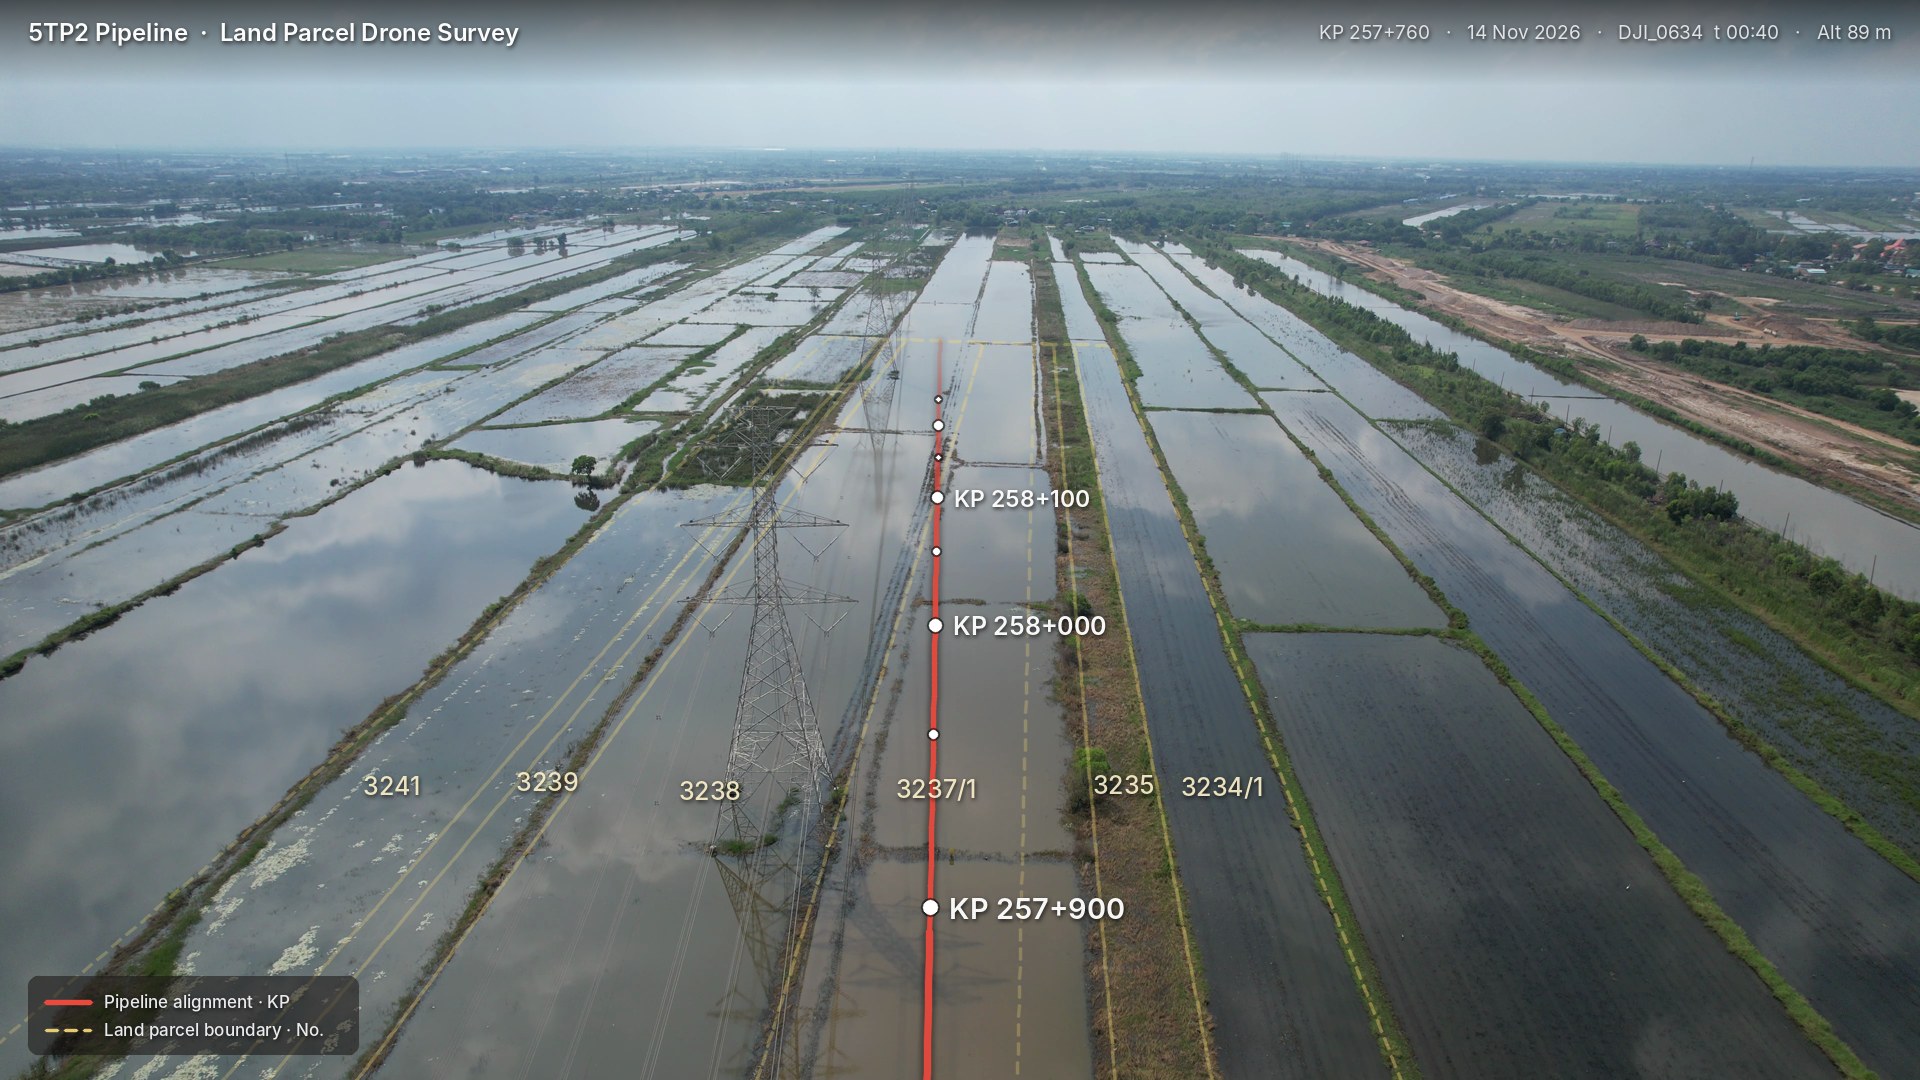 5TP2 Pipeline · Land Parcel Drone Survey
KP 257+760 · 14 Nov 2026 · DJI_0634 t 00:40 · Alt 89 m
KP 258+100
KP 258+000
3241
3239
3238
3237/1
3235
3234/1
KP 257+900
Pipeline alignment · KP
Land parcel boundary · No.